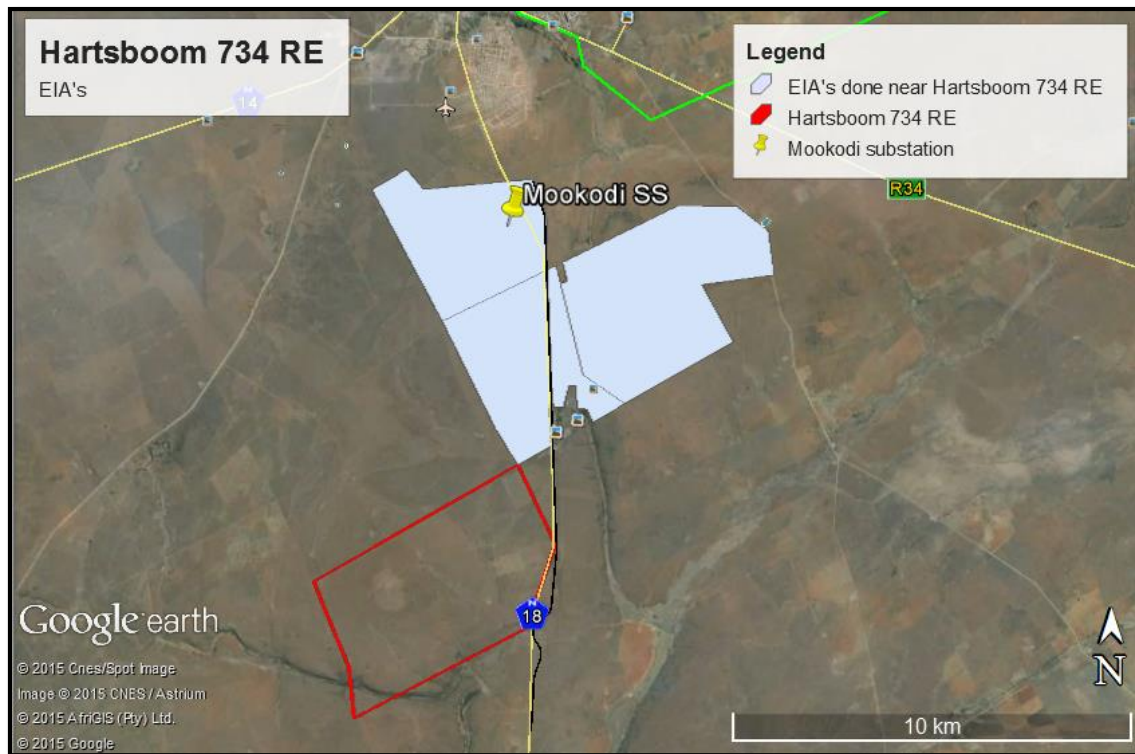 Hartsboom 734 RE
EIA's
Legend
EIA's done near Hartsboom 734 RE
Hartsboom 734 RE
Mookodi substation
N
14
R34
Mookodi SS
N
18
Google earth
© 2015 Cnes/Spot Image
Image © 2015 CNES / Astrium
© 2015 AfriGIS (Pty) Ltd.
© 2015 Google
N
10 km